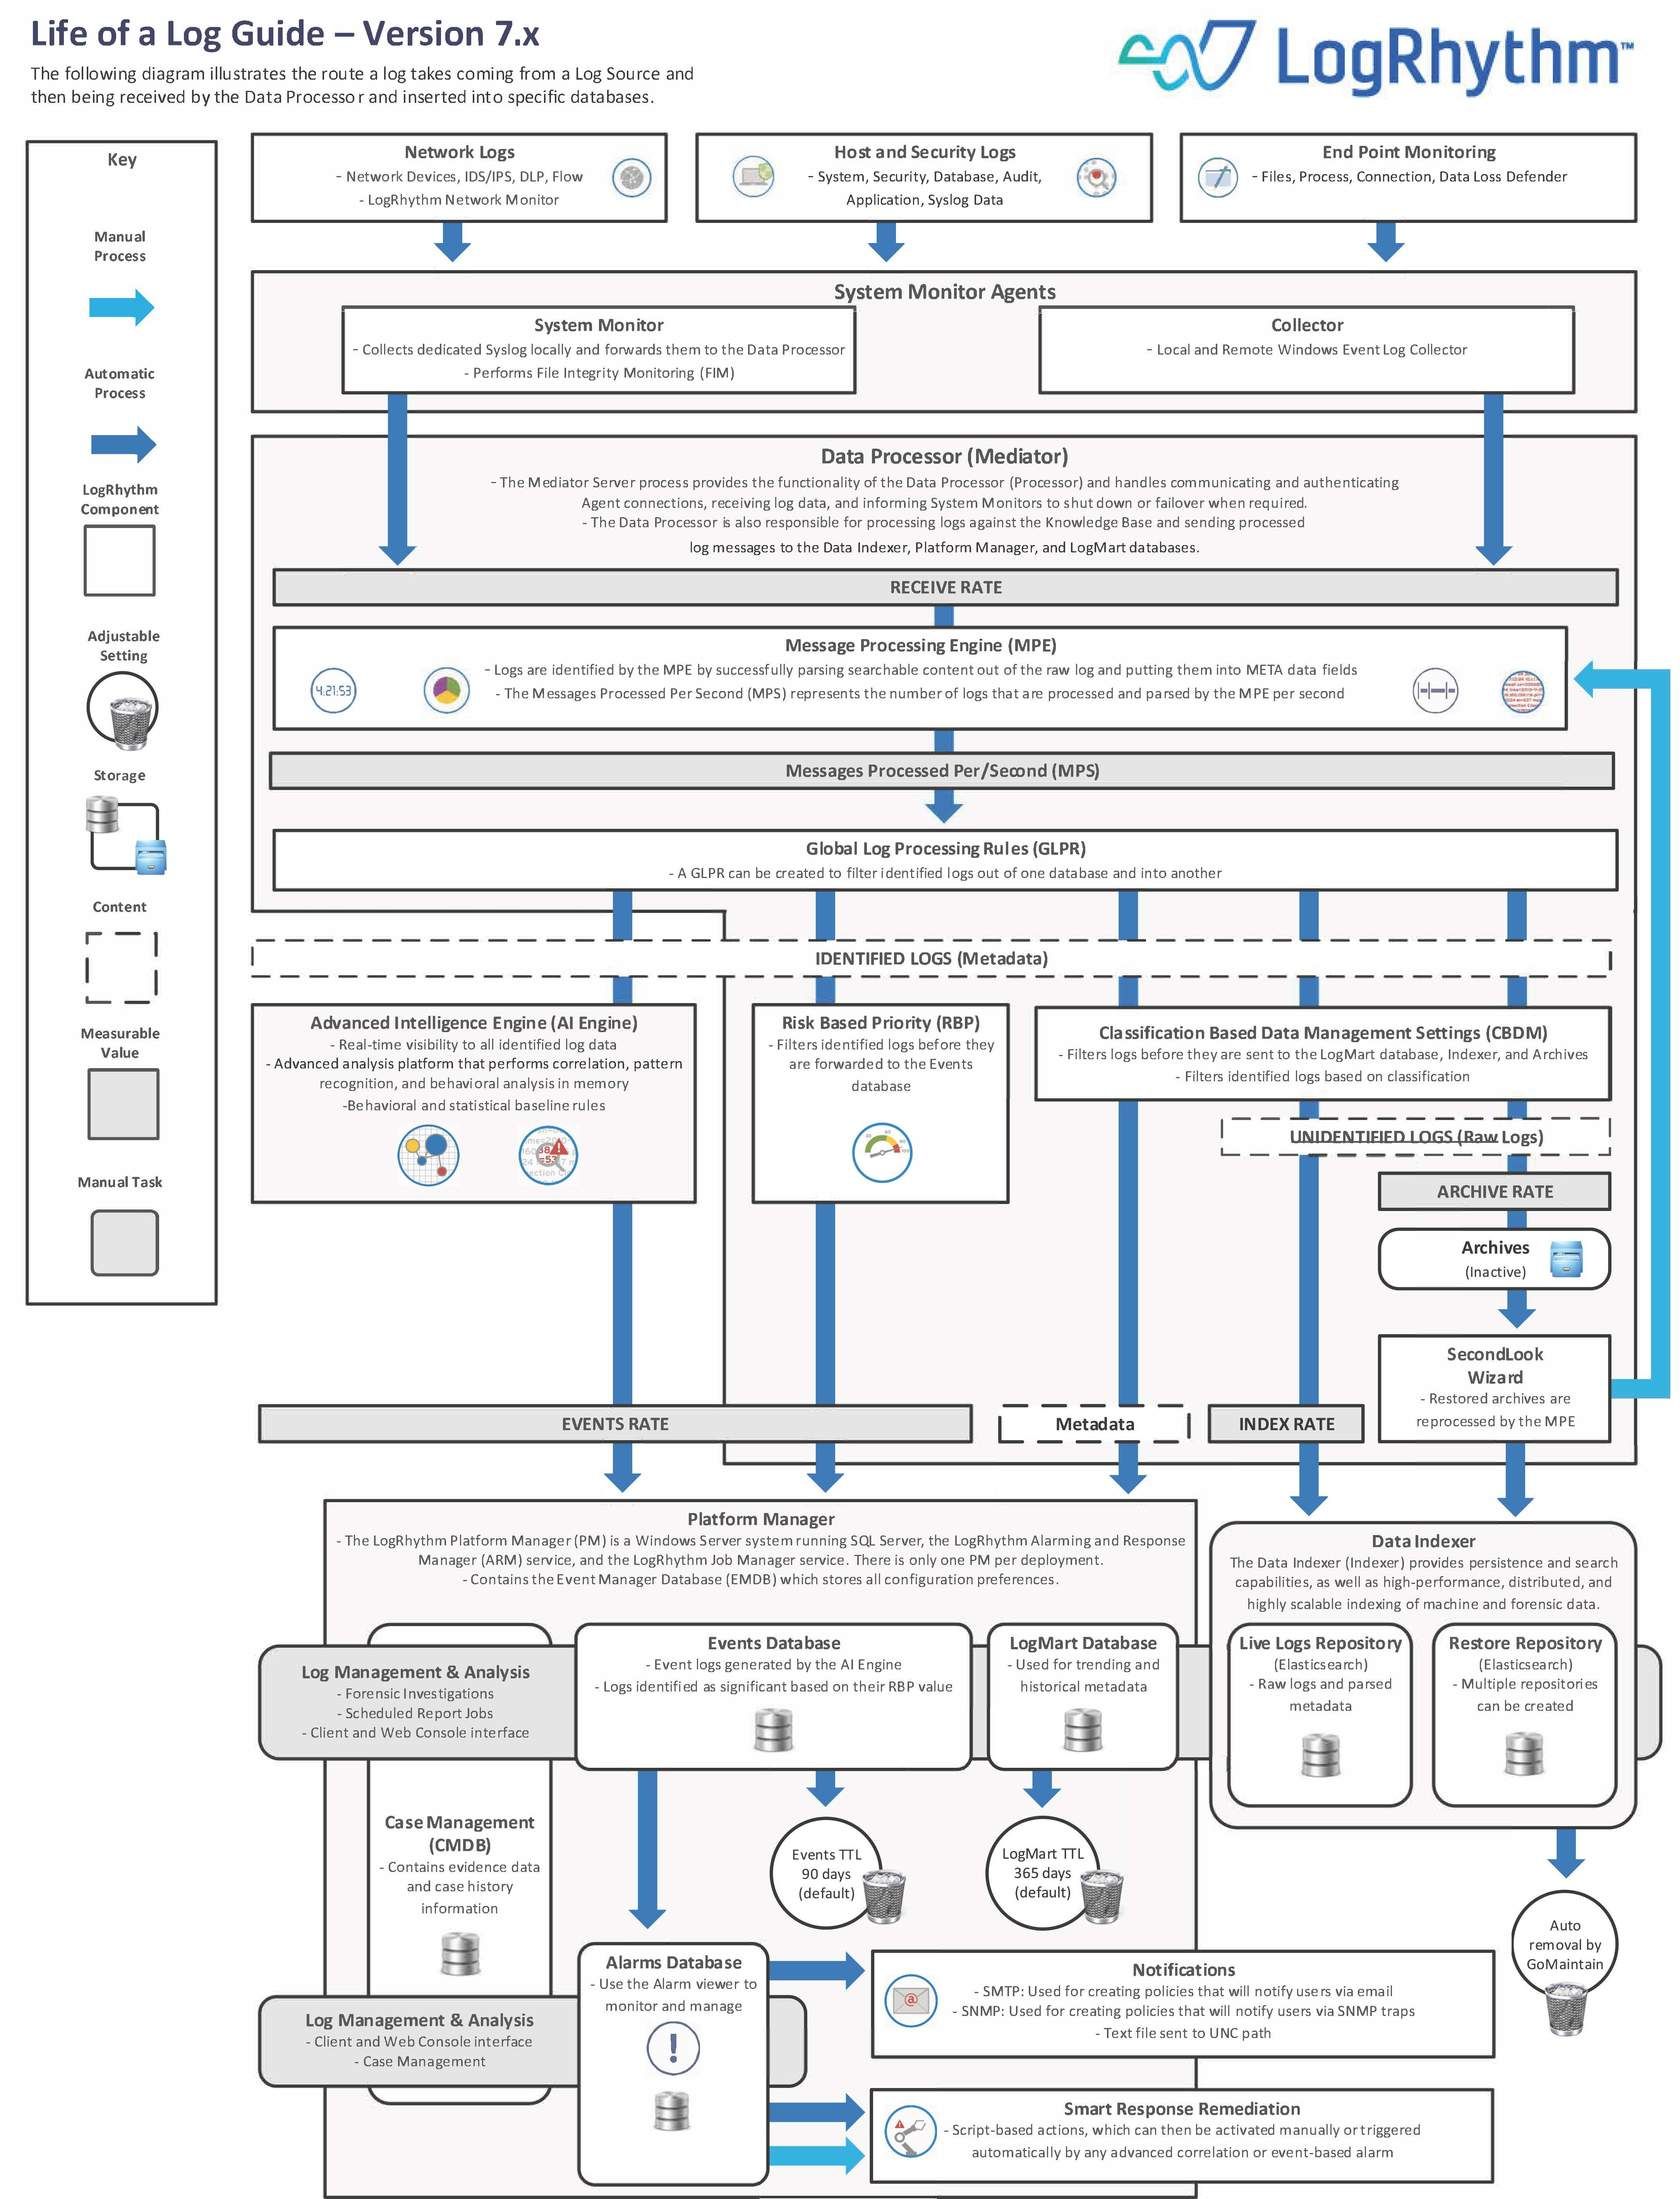 Life of a Log Guide – Version 7.x
The following diagram illustrates the route a log takes coming from a Log Source and
then being received by the Data Processor and inserted into specific databases.
LogRhythm™
Key
Manual
Process
Automatic
Process
LogRhythm
Component
Adjustable
Setting
Storage
Content
Measurable
Value
Manual Task
Network Logs
- Network Devices, IDS/IPS, DLP, Flow
- LogRhythm Network Monitor
Host and Security Logs
- System, Security, Database, Audit,
Application, Syslog Data
End Point Monitoring
- Files, Process, Connection, Data Loss Defender
System Monitor Agents
System Monitor
- Collects dedicated Syslog locally and forwards them to the Data Processor
- Performs File Integrity Monitoring (FIM)
Collector
- Local and Remote Windows Event Log Collector
Data Processor (Mediator)
- The Mediator Server process provides the functionality of the Data Processor (Processor) and handles communicating and authenticating
Agent connections, receiving log data, and informing System Monitors to shut down or failover when required.
- The Data Processor is also responsible for processing logs against the Knowledge Base and sending processed
log messages to the Data Indexer, Platform Manager, and LogMart databases.
RECEIVE RATE
Message Processing Engine (MPE)
- Logs are identified by the MPE by successfully parsing searchable content out of the raw log and putting them into META data fields
- The Messages Processed Per Second (MPS) represents the number of logs that are processed and parsed by the MPE per second
4:21:53
Messages Processed Per/Second (MPS)
Global Log Processing Rules (GLPR)
- A GLPR can be created to filter identified logs out of one database and into another
IDENTIFIED LOGS (Metadata)
Advanced Intelligence Engine (AI Engine)
- Real-time visibility to all identified log data
- Advanced analysis platform that performs correlation, pattern
recognition, and behavioral analysis in memory
-Behavioral and statistical baseline rules
Risk Based Priority (RBP)
- Filters identified logs before they
are forwarded to the Events
database
Classification Based Data Management Settings (CBDM)
- Filters logs before they are sent to the LogMart database, Indexer, and Archives
- Filters identified logs based on classification
UNIDENTIFIED LOGS (Raw Logs)
ARCHIVE RATE
Archives
(Inactive)
SecondLook
Wizard
- Restored archives are
reprocessed by the MPE
EVENTS RATE
Metadata
INDEX RATE
Platform Manager
- The LogRhythm Platform Manager (PM) is a Windows Server system running SQL Server, the LogRhythm Alarming and Response
Manager (ARM) service, and the LogRhythm Job Manager service. There is only one PM per deployment.
- Contains the Event Manager Database (EMDB) which stores all configuration preferences.
Data Indexer
The Data Indexer (Indexer) provides persistence and search
capabilities, as well as high-performance, distributed, and
highly scalable indexing of machine and forensic data.
Log Management & Analysis
- Forensic Investigations
- Scheduled Report Jobs
- Client and Web Console interface
Events Database
- Event logs generated by the AI Engine
- Logs identified as significant based on their RBP value
LogMart Database
- Used for trending and
historical metadata
Live Logs Repository
(Elasticsearch)
- Raw logs and parsed
metadata
Restore Repository
(Elasticsearch)
- Multiple repositories
can be created
Case Management
(CMDB)
- Contains evidence data
and case history
information
Events TTL
90 days
(default)
LogMart TTL
365 days
(default)
Auto
removal by
GoMaintain
Alarms Database
- Use the Alarm viewer to
monitor and manage
Log Management & Analysis
- Client and Web Console interface
- Case Management
Notifications
- SMTP: Used for creating policies that will notify users via email
- SNMP: Used for creating policies that will notify users via SNMP traps
- Text file sent to UNC path
Smart Response Remediation
- Script-based actions, which can then be activated manually or triggered
automatically by any advanced correlation or event-based alarm